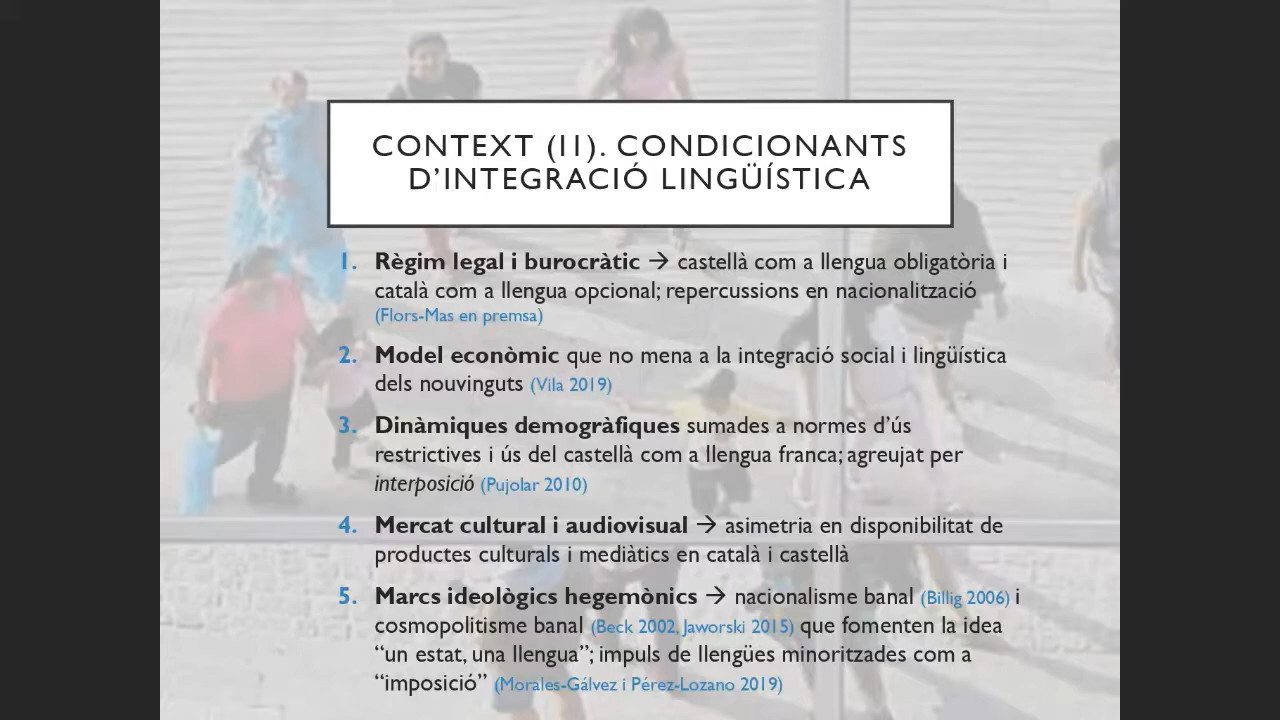 CONTEXT (II). CONDICIONANTS
D’INTEGRACIÓ LINGÜÍSTICA
1. Règim legal i burocràtic → castellà com a llengua obligatòria i
català com a llengua opcional; repercussions en nacionalització
(Flors-Mas en premsa)
2. Model econòmic que no mena a la integració social i lingüística
dels nouvinguts (Vila 2019)
3. Dinàmiques demogràfiques sumades a normes d’ús
restrictives i ús del castellà com a llengua franca; agreujat per
interposició (Pujolar 2010)
4. Mercat cultural i audiovisual → asimetria en disponibilitat de
productes culturals i mediàtics en català i castellà
5. Marcs ideològics hegemònics → nacionalisme banal (Billig 2006) i
cosmopolitisme banal (Beck 2002, Jaworski 2015) que fomenten la idea
“un estat, una llengua”; impuls de llengües minoritzades com a
“imposició” (Morales-Gálvez i Pérez-Lozano 2019)